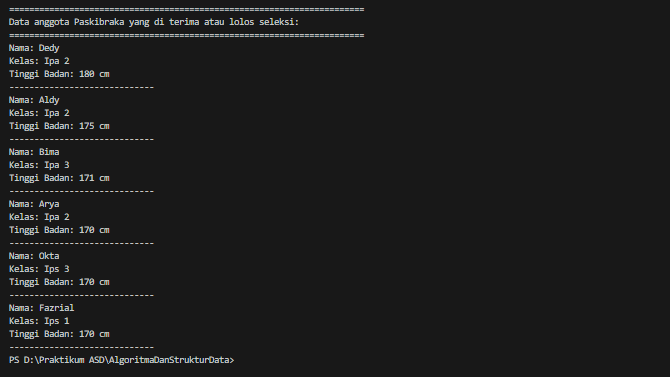 =======================================================================
Data anggota Paskibraka yang di terima atau lolos seleksi:
=======================================================================
Nama: Dedy
Kelas: Ipa 2
Tinggi Badan: 180 cm
-----------------------------
Nama: Aldy
Kelas: Ipa 2
Tinggi Badan: 175 cm
-----------------------------
Nama: Bima
Kelas: Ipa 3
Tinggi Badan: 171 cm
-----------------------------
Nama: Arya
Kelas: Ipa 2
Tinggi Badan: 170 cm
-----------------------------
Nama: Okta
Kelas: Ips 3
Tinggi Badan: 170 cm
-----------------------------
Nama: Fazrial
Kelas: Ips 1
Tinggi Badan: 170 cm
-----------------------------
PS D:\Praktikum ASD\AlgoritmaDanStrukturData>